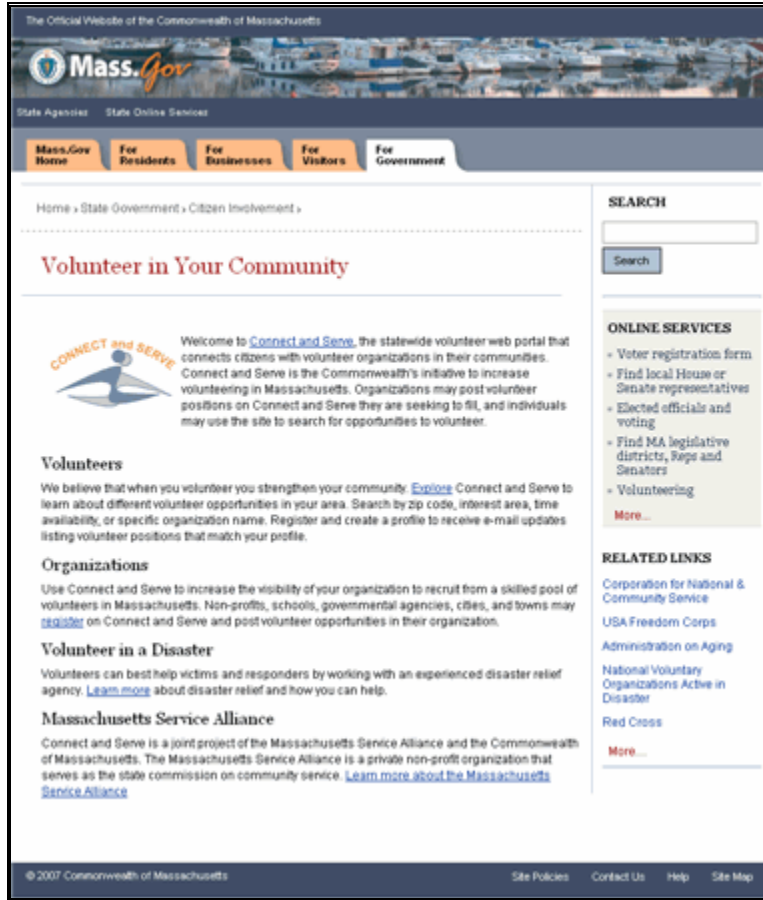 The Official Website of the Commonwealth of Massachusetts
Mass.Gov
State Agencies State Online Services
Mass.Gov Home
For Residents
For Businesses
For Visitors
For Government
Home › State Government › Citizen Involvement ›
Volunteer in Your Community
CONNECT and SERVE
Welcome to Connect and Serve, the statewide volunteer web portal that
connects citizens with volunteer organizations in their communities.
Connect and Serve is the Commonwealth's initiative to increase
volunteering in Massachusetts. Organizations may post volunteer
positions on Connect and Serve they are seeking to fill, and individuals
may use the site to search for opportunities to volunteer.
Volunteers
We believe that when you volunteer you strengthen your community. Explore Connect and Serve to
learn about different volunteer opportunities in your area. Search by zip code, interest area, time
availability, or specific organization name. Register and create a profile to receive e-mail updates
listing volunteer positions that match your profile.
Organizations
Use Connect and Serve to increase the visibility of your organization to recruit from a skilled pool of
volunteers in Massachusetts. Non-profits, schools, governmental agencies, cities, and towns may
register on Connect and Serve and post volunteer opportunities in their organization.
Volunteer in a Disaster
Volunteers can best help victims and responders by working with an experienced disaster relief
agency. Learn more about disaster relief and how you can help.
Massachusetts Service Alliance
Connect and Serve is a joint project of the Massachusetts Service Alliance and the Commonwealth
of Massachusetts. The Massachusetts Service Alliance is a private non-profit organization that
serves as the state commission on community service. Learn more about the Massachusetts
Service Alliance
SEARCH
Search
ONLINE SERVICES
Voter registration form
Find local House or
Senate representatives
Elected officials and
voting
Find MA legislative
districts, Reps and
Senators
Volunteering
More...
RELATED LINKS
Corporation for National &
Community Service
USA Freedom Corps
Administration on Aging
National Voluntary
Organizations Active in
Disaster
Red Cross
More...
© 2007 Commonwealth of Massachusetts
Site Policies Contact Us Help Site Map